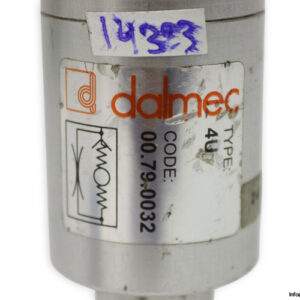 14383
dalmec
TYPE:
4U
CODE:
00.79.0032